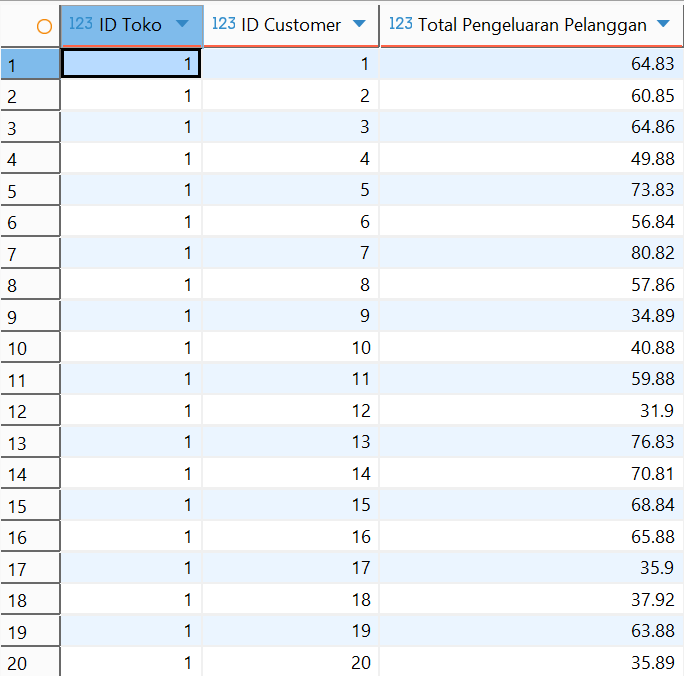 123 ID Toko 123 ID Customer 123 Total Pengeluaran Pelanggan
1 1 1 64.83
2 1 2 60.85
3 1 3 64.86
4 1 4 49.88
5 1 5 73.83
6 1 6 56.84
7 1 7 80.82
8 1 8 57.86
9 1 9 34.89
10 1 10 40.88
11 1 11 59.88
12 1 12 31.9
13 1 13 76.83
14 1 14 70.81
15 1 15 68.84
16 1 16 65.88
17 1 17 35.9
18 1 18 37.92
19 1 19 63.88
20 1 20 35.89